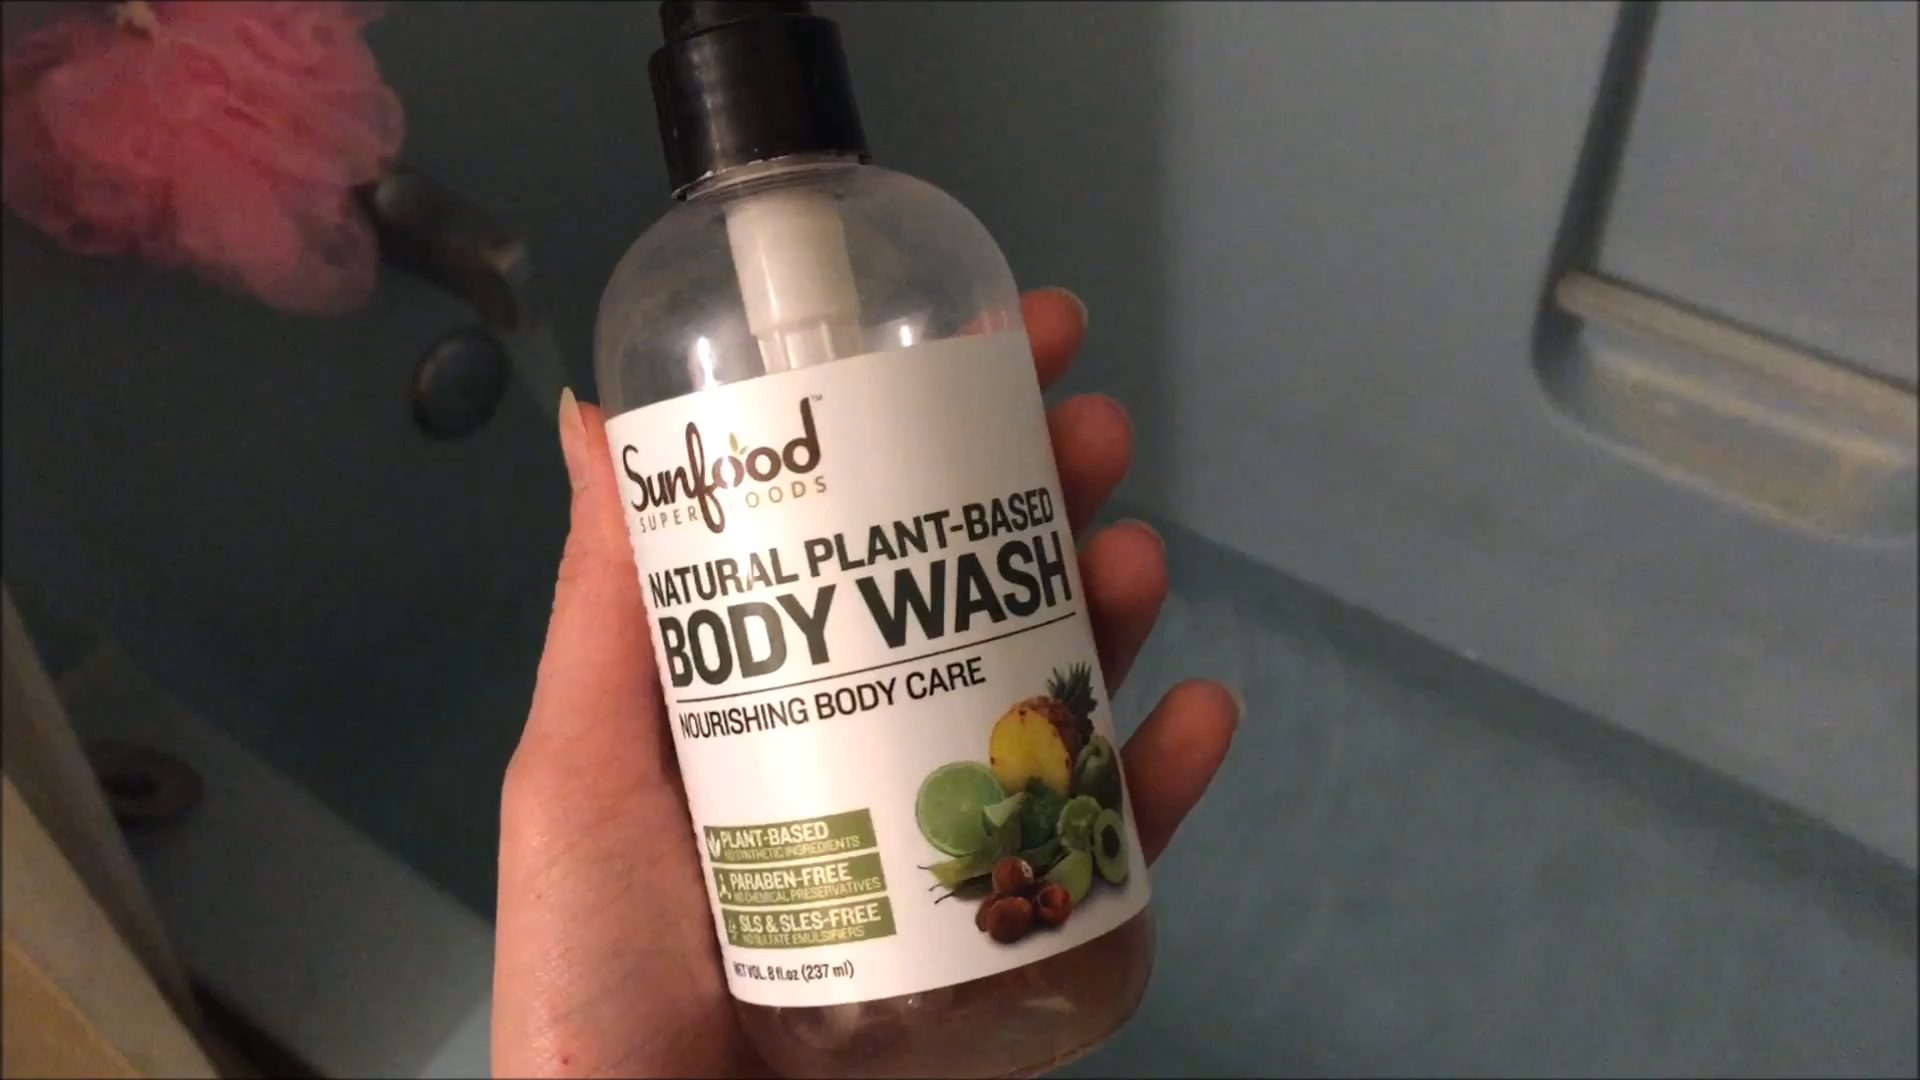 Sunfood™
SUPERFOODS
NATURAL PLANT-BASED
BODY WASH
NOURISHING BODY CARE
PLANT-BASED
NO SYNTHETIC INGREDIENTS
PARABEN-FREE
NO CHEMICAL PRESERVATIVES
SLS & SLES-FREE
NO SULFATE EMULSIFIERS
NET VOL. 8 fl.oz (237 ml)